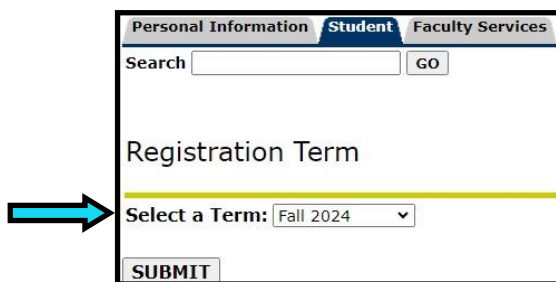 Personal Information Student Faculty Services
Search GO
Registration Term
Select a Term: Fall 2024
SUBMIT